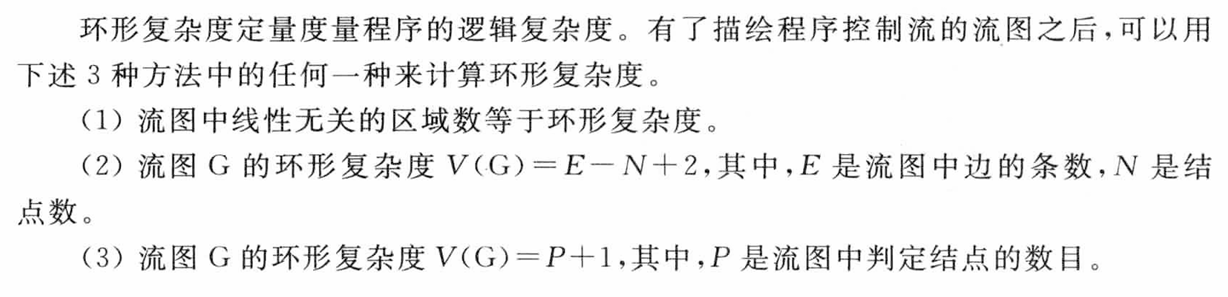 环形复杂度定量度量程序的逻辑复杂度。有了描绘程序控制流的流图之后,可以用
下述 3 种方法中的任何一种来计算环形复杂度。
(1) 流图中线性无关的区域数等于环形复杂度。
(2) 流图 G 的环形复杂度 V(G)=E-N+2,其中,E 是流图中边的条数,N 是结
点数。
(3) 流图 G 的环形复杂度 V(G)=P+1,其中,P 是流图中判定结点的数目。